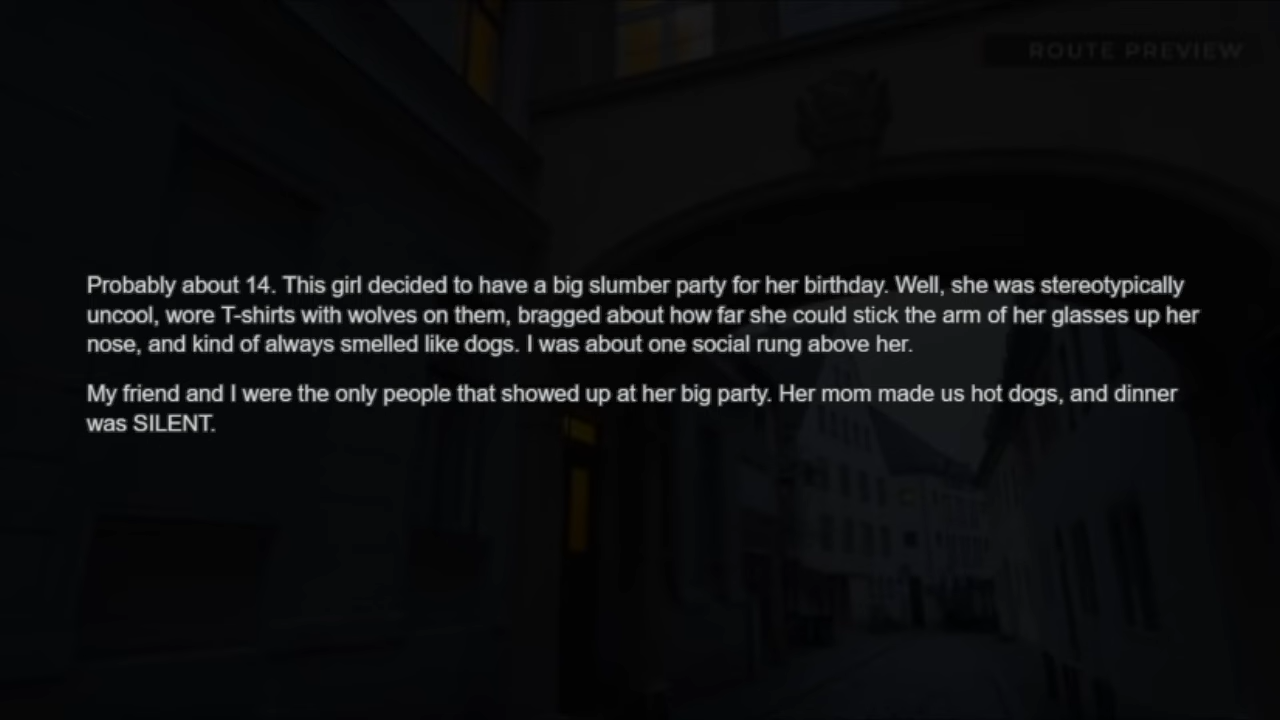 ROUTE PREVIEW
Probably about 14. This girl decided to have a big slumber party for her birthday. Well, she was stereotypically
uncool, wore T-shirts with wolves on them, bragged about how far she could stick the arm of her glasses up her
nose, and kind of always smelled like dogs. I was about one social rung above her.
My friend and I were the only people that showed up at her big party. Her mom made us hot dogs, and dinner
was SILENT.